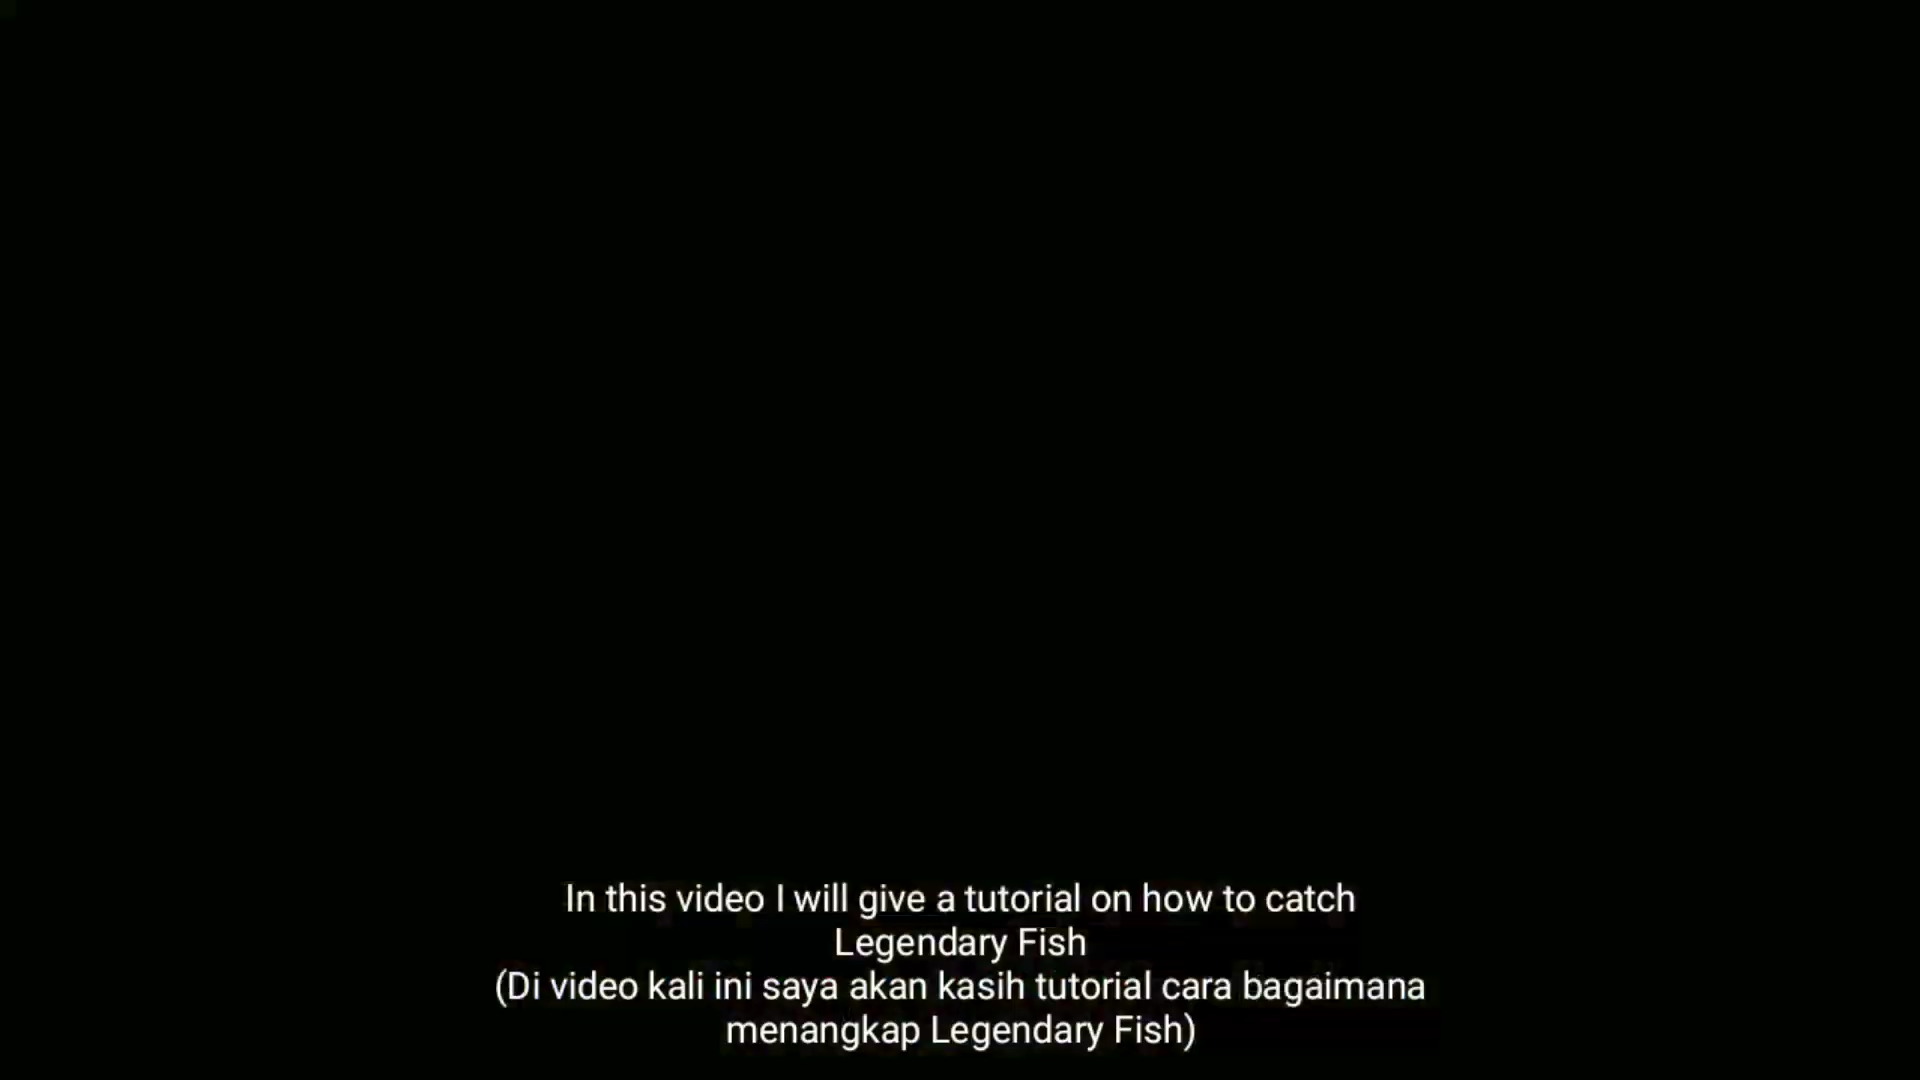 In this video I will give a tutorial on how to catch
Legendary Fish
(Di video kali ini saya akan kasih tutorial cara bagaimana
menangkap Legendary Fish)